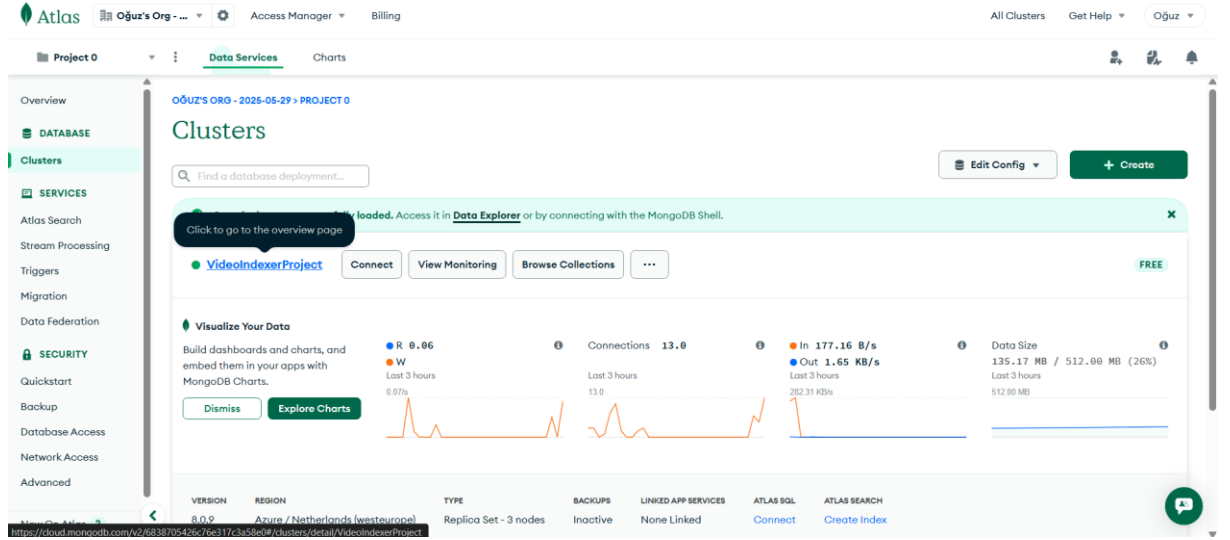 Atlas
Oğuz's Org - ...
Access Manager
Billing
All Clusters
Get Help
Oğuz
Project 0
Data Services
Charts
Overview
DATABASE
Clusters
SERVICES
Atlas Search
Stream Processing
Triggers
Migration
Data Federation
SECURITY
Quickstart
Backup
Database Access
Network Access
Advanced
OĞUZ'S ORG - 2025-05-29 > PROJECT 0
Clusters
Find a database deployment...
Edit Config
+ Create
loaded. Access it in Data Explorer or by connecting with the MongoDB Shell.
Click to go to the overview page
VideoIndexerProject
Connect
View Monitoring
Browse Collections
...
FREE
Visualize Your Data
Build dashboards and charts, and
embed them in your apps with
MongoDB Charts.
Dismiss
Explore Charts
R 0.06
W
Last 3 hours
0.07/s
Connections 13.0
Last 3 hours
13.0
In 177.16 B/s
Out 1.65 KB/s
Last 3 hours
282.31 KB/s
Data Size
135.17 MB / 512.00 MB (26%)
Last 3 hours
512.00 MB
VERSION
REGION
TYPE
BACKUPS
LINKED APP SERVICES
ATLAS SQL
ATLAS SEARCH
8.0.9
Azure / Netherlands (westeurope)
Replica Set - 3 nodes
Inactive
None Linked
Connect
Create Index
https://cloud.mongodb.com/v2/6838705426c76e317c3a58e0#/clusters/detail/VideoIndexerProject